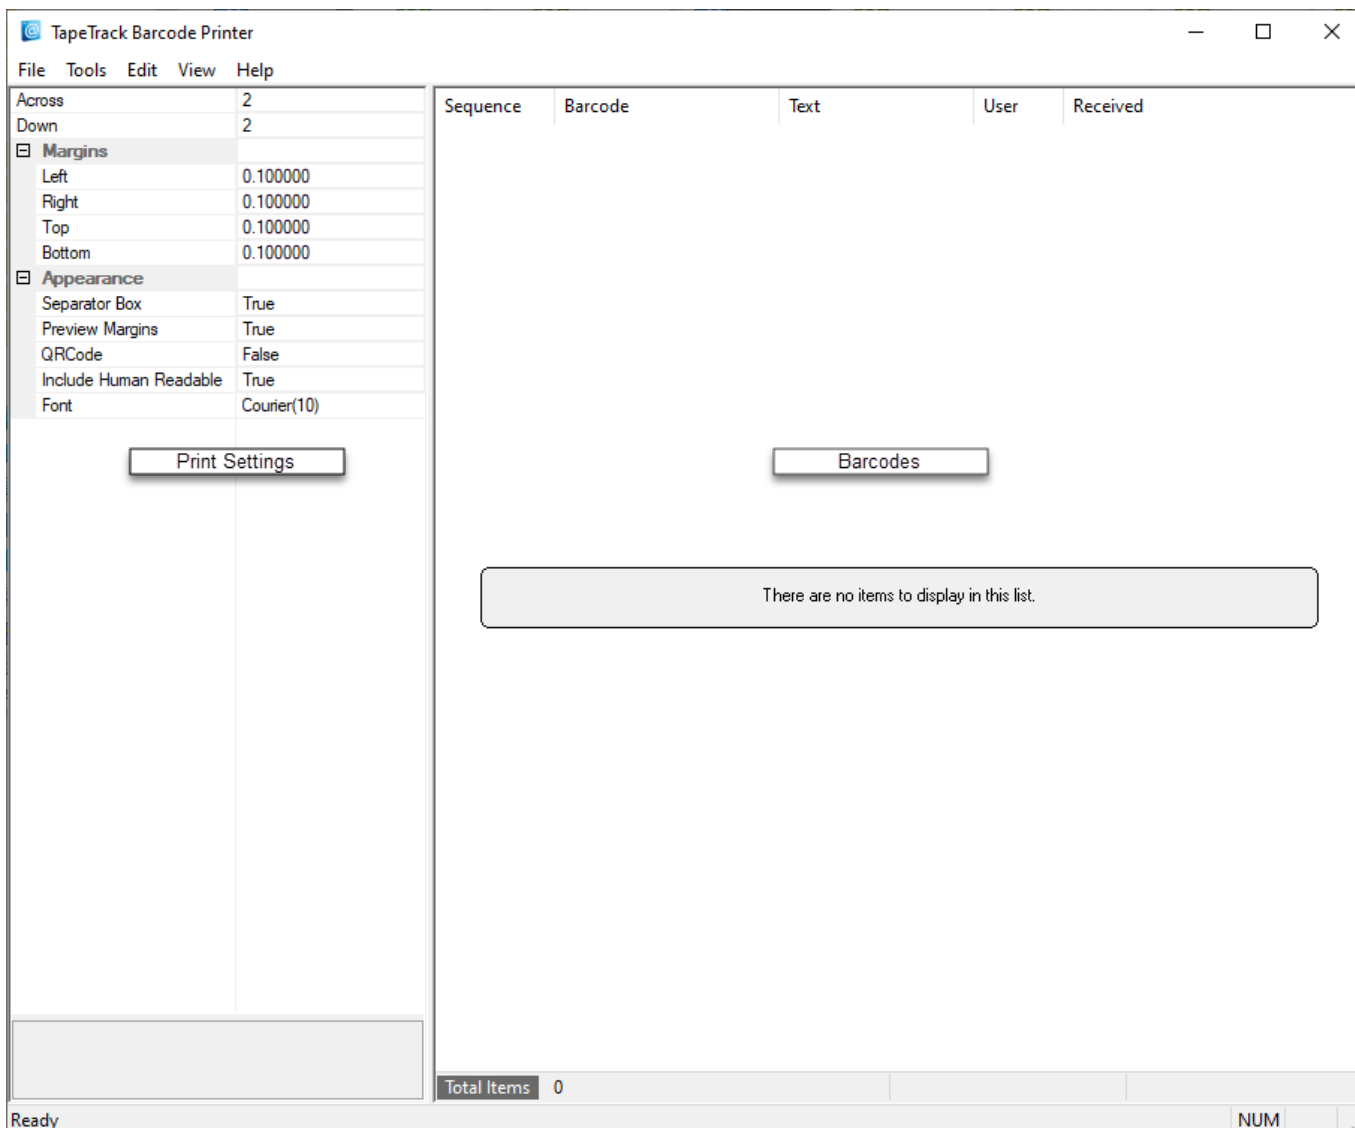 TapeTrack Barcode Printer
File Tools Edit View Help
Across 2
Down 2
Margins
Left 0.100000
Right 0.100000
Top 0.100000
Bottom 0.100000
Appearance
Separator Box True
Preview Margins True
QRCode False
Include Human Readable True
Font Courier(10)
Print Settings
Sequence Barcode Text User Received
Barcodes
There are no items to display in this list.
Total Items 0
Ready NUM